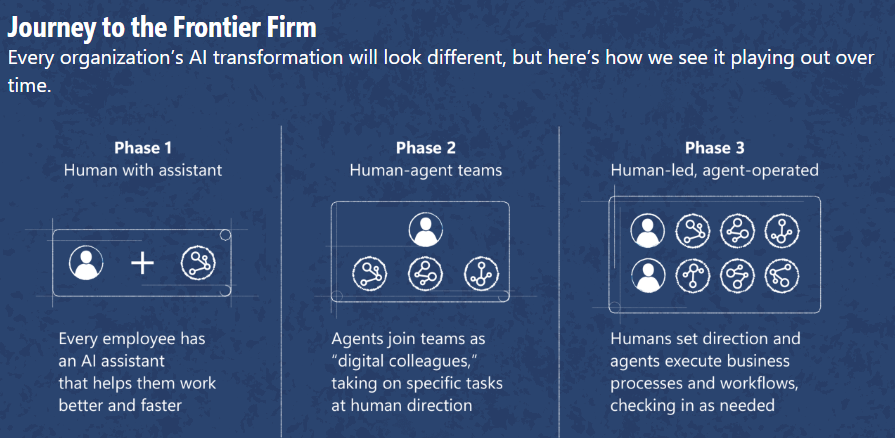 Journey to the Frontier Firm
Every organization’s AI transformation will look different, but here’s how we see it playing out over
time.
Phase 1
Human with assistant
Every employee has
an AI assistant
that helps them work
better and faster
Phase 2
Human-agent teams
Agents join teams as
“digital colleagues,”
taking on specific tasks
at human direction
Phase 3
Human-led, agent-operated
Humans set direction and
agents execute business
processes and workflows,
checking in as needed